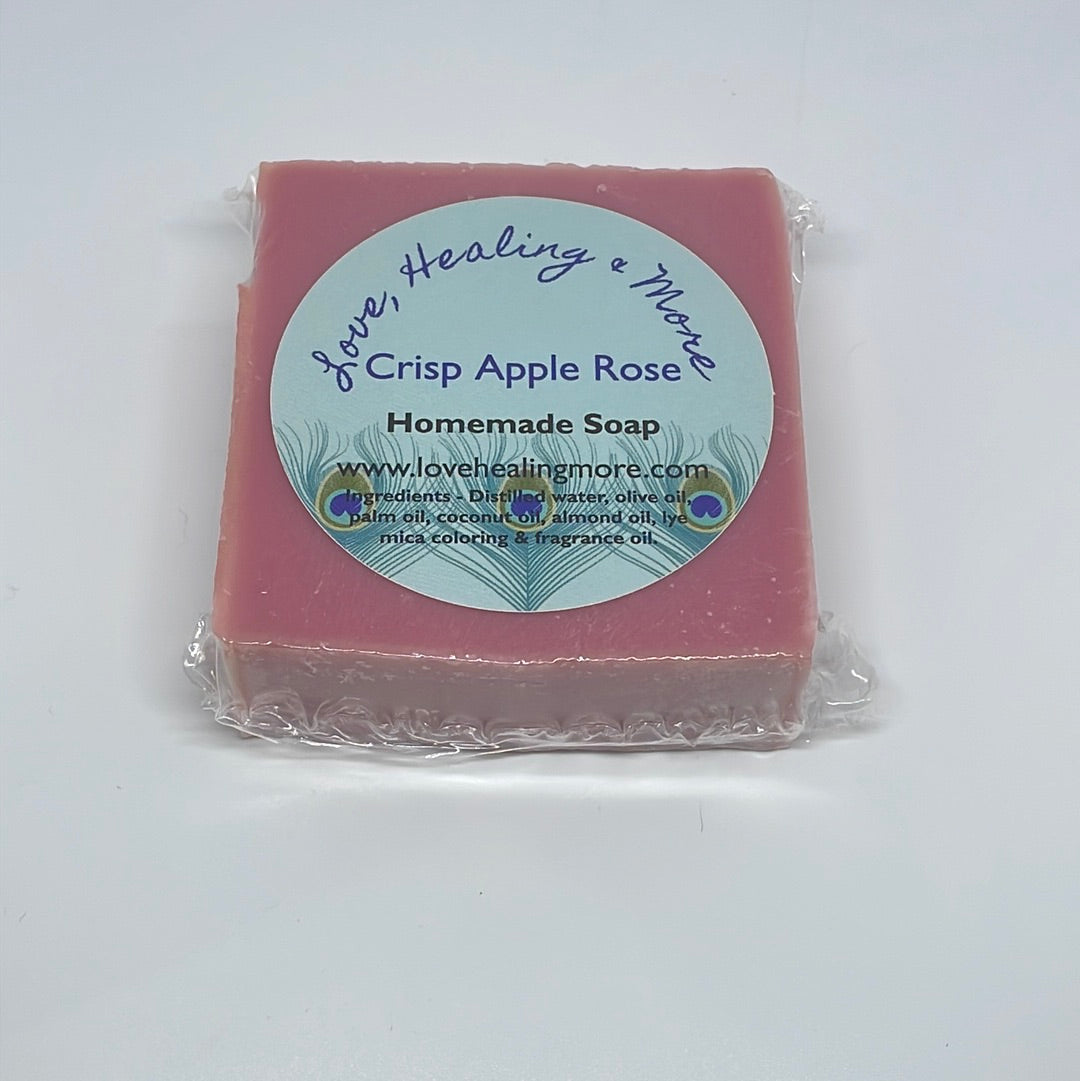 Love, Healing & More
Crisp Apple Rose
Homemade Soap
www.lovehealingmore.com
Ingredients - Distilled water, olive oil,
palm oil, coconut oil, almond oil, lye
mica coloring & fragrance oil.